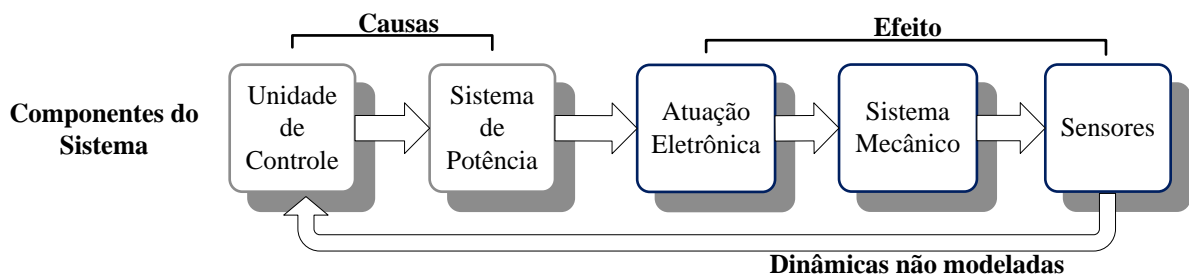 Causas
Efeito
Componentes do
Sistema
Unidade
de
Controle
Sistema
de
Potência
Atuação
Eletrônica
Sistema
Mecânico
Sensores
Dinâmicas não modeladas